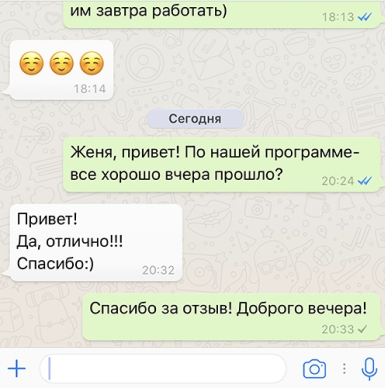 им завтра работать)
18:13
☺️☺️☺️
18:14
Сегодня
Женя, привет! По нашей программе-
все хорошо вчера прошло?
20:24
Привет!
Да, отлично!!!
Спасибо:)
20:32
Спасибо за отзыв! Доброго вечера!
20:33